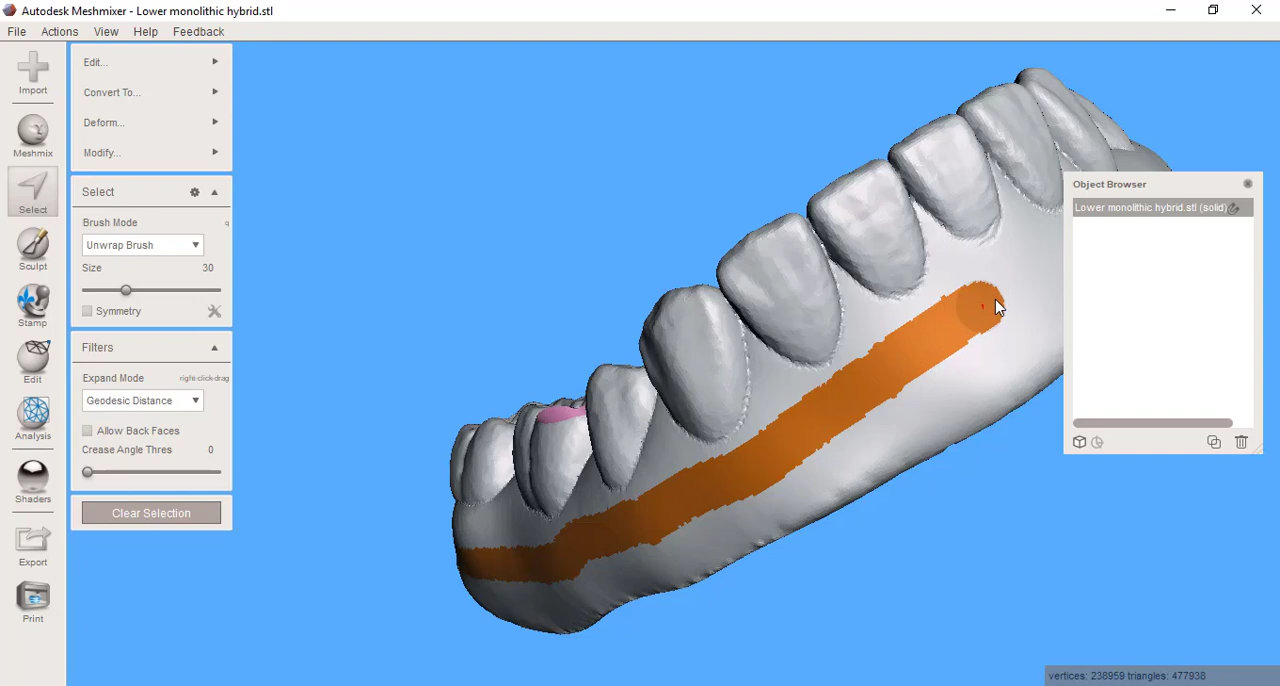 Autodesk Meshmixer - Lower monolithic hybrid.stl
File Actions View Help Feedback
Import
Meshmix
Select
Sculpt
Stamp
Edit
Analysis
Shaders
Export
Print
Edit...
Convert To...
Deform...
Modify...
Select
Brush Mode q
Unwrap Brush
Size 30
Symmetry
Filters
Expand Mode right-click-drag
Geodesic Distance
Allow Back Faces
Crease Angle Thres 0
Clear Selection
Object Browser
Lower monolithic hybrid.stl (solid)
vertices: 238959 triangles: 477938